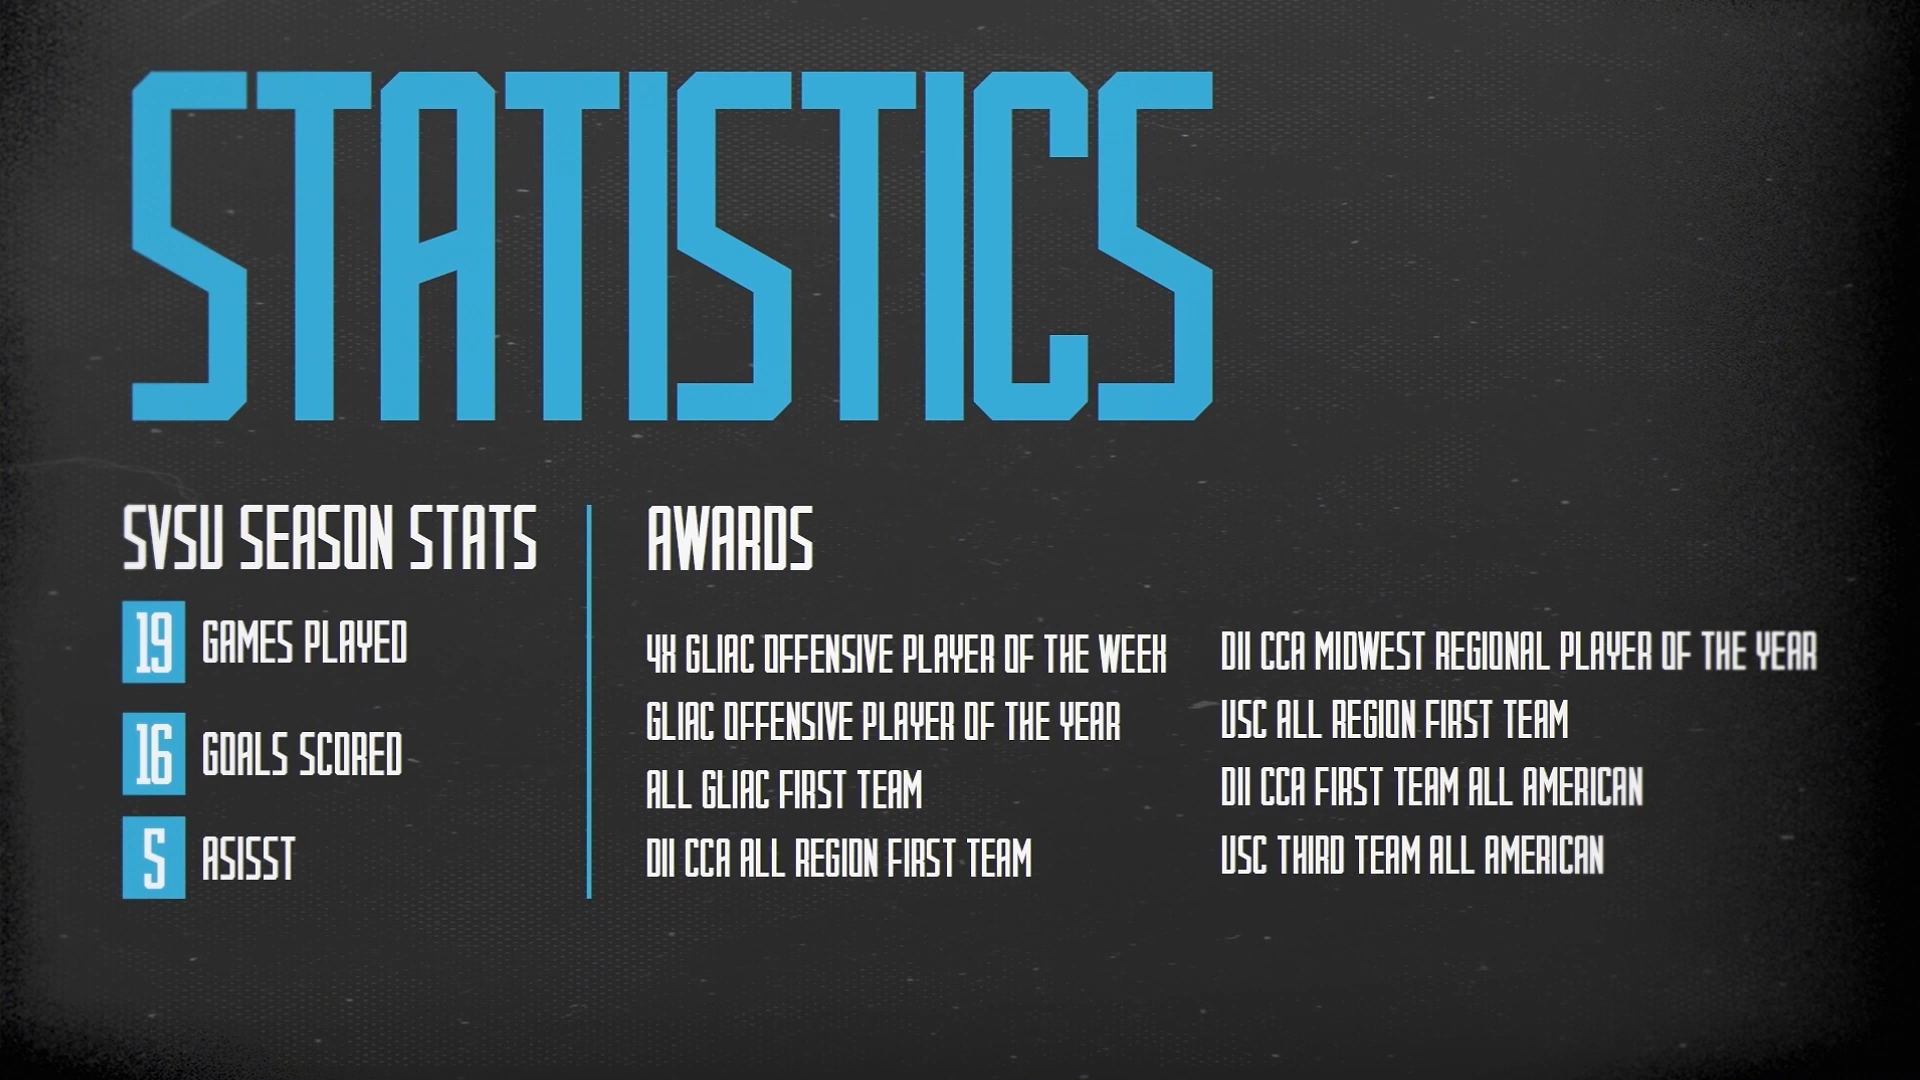 STATISTICS
SVSU SEASON STATS
19 GAMES PLAYED
16 GOALS SCORED
5 ASISST
AWARDS
4X GLIAC OFFENSIVE PLAYER OF THE WEEK
GLIAC OFFENSIVE PLAYER OF THE YEAR
ALL GLIAC FIRST TEAM
DII CCA ALL REGION FIRST TEAM
DII CCA MIDWEST REGIONAL PLAYER OF THE YEAR
USC ALL REGION FIRST TEAM
DII CCA FIRST TEAM ALL AMERICAN
USC THIRD TEAM ALL AMERICAN